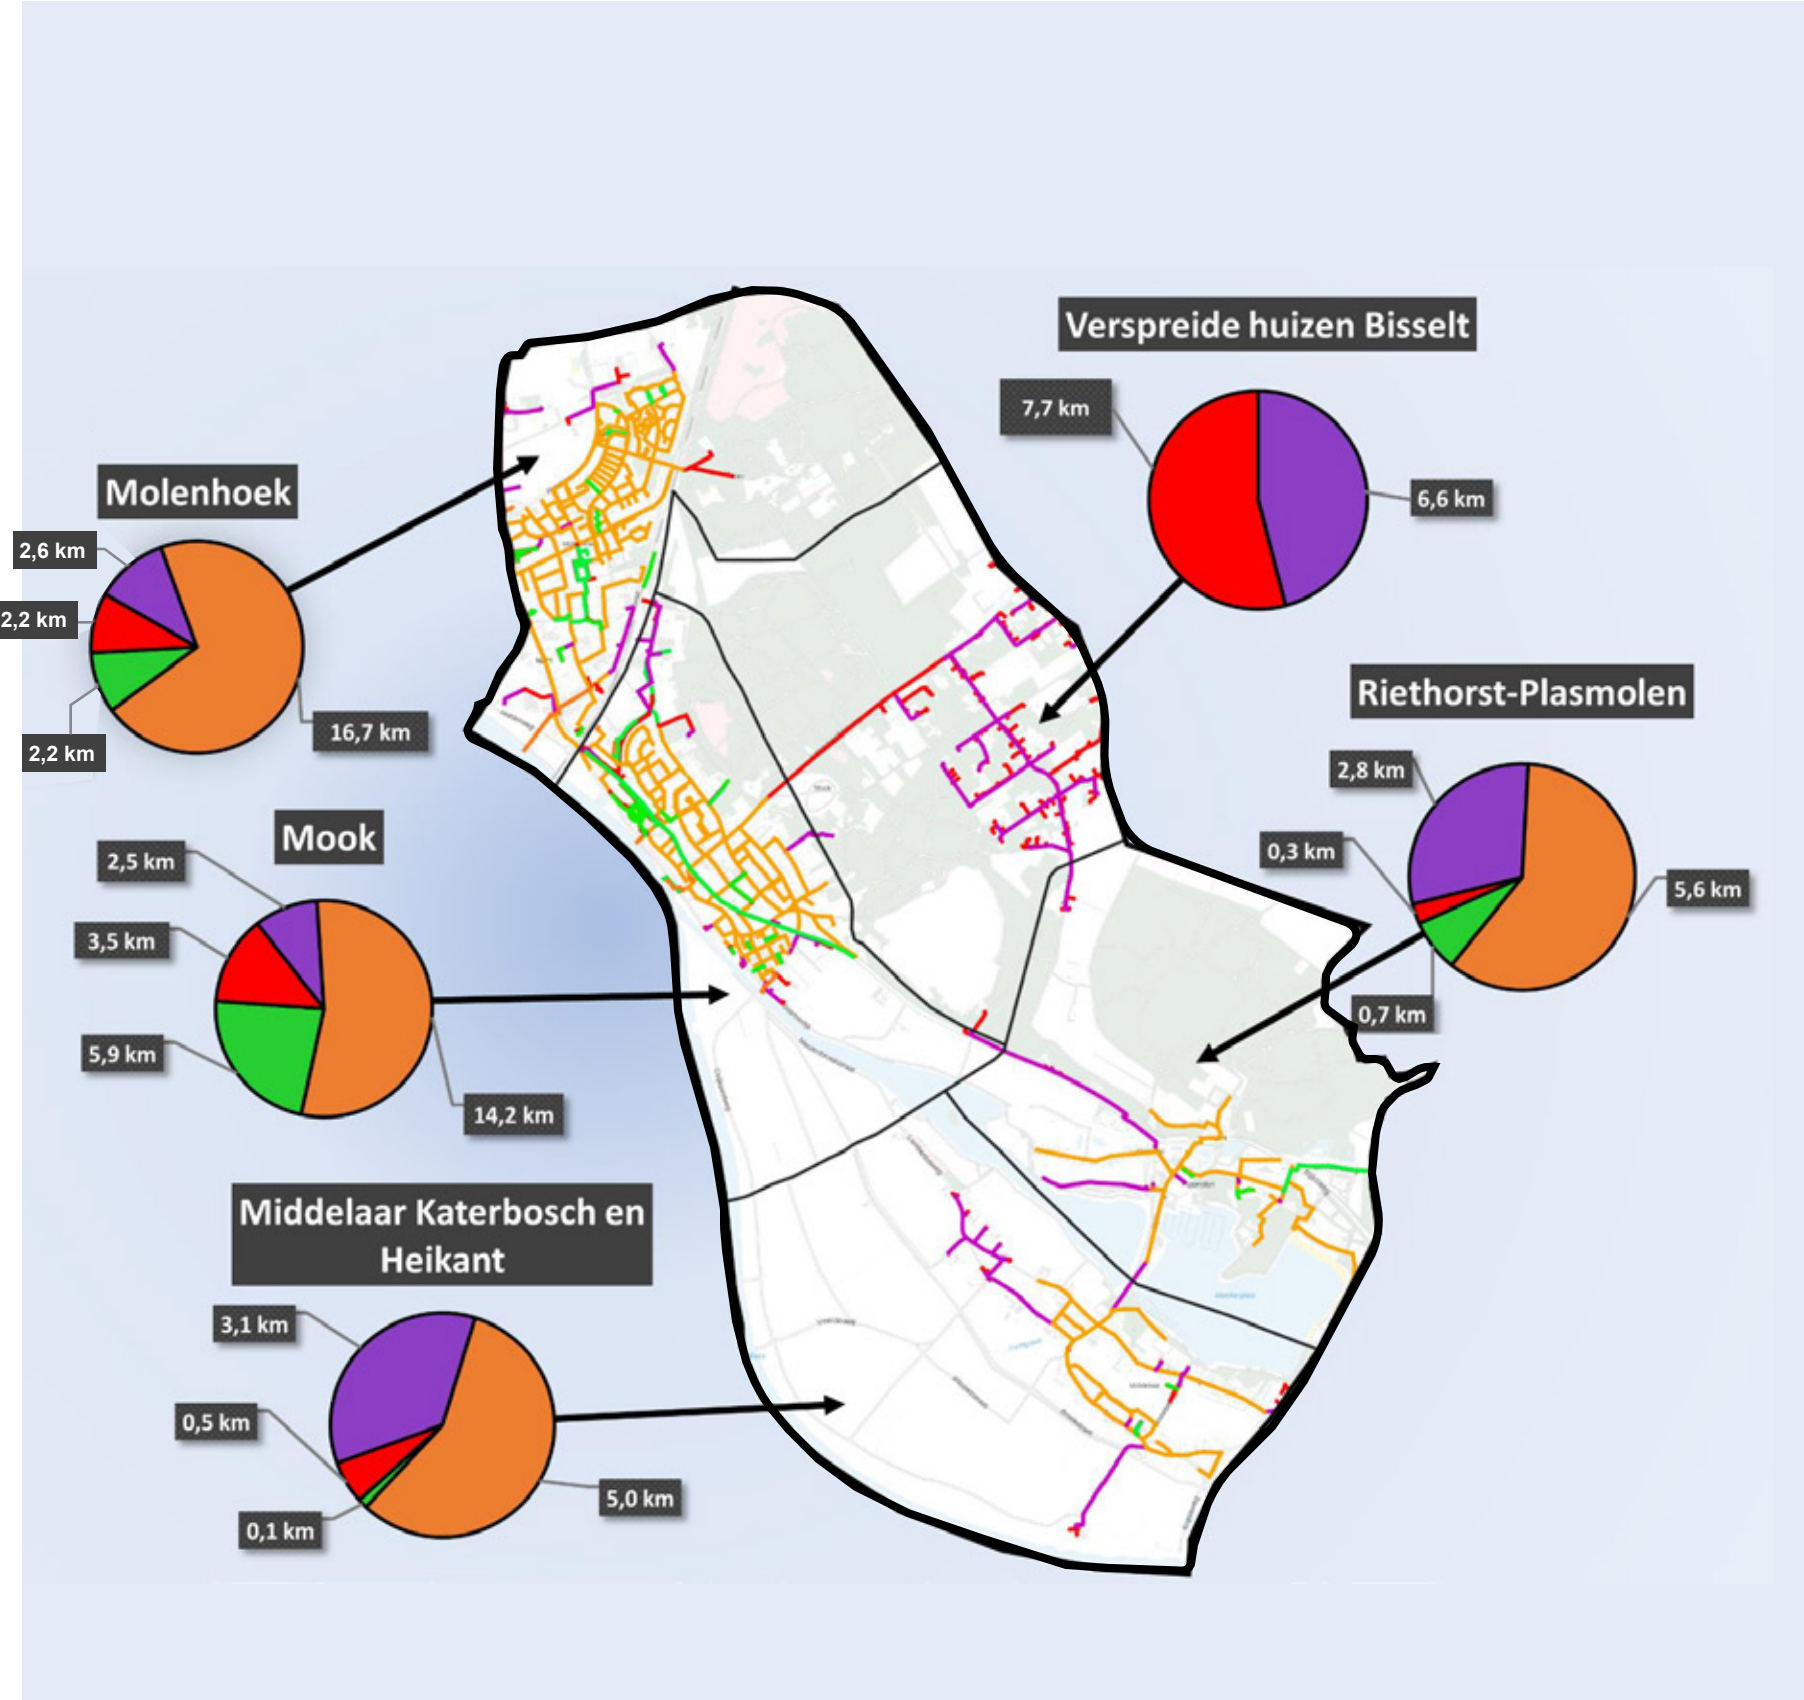 Verspreide huizen Bisselt
7,7 km
6,6 km
Molenhoek
2,6 km
2,2 km
2,2 km
16,7 km
Riethorst-Plasmolen
2,8 km
0,3 km
5,6 km
0,7 km
Mook
2,5 km
3,5 km
5,9 km
14,2 km
Middelaar Katerbosch en
Heikant
3,1 km
0,5 km
0,1 km
5,0 km